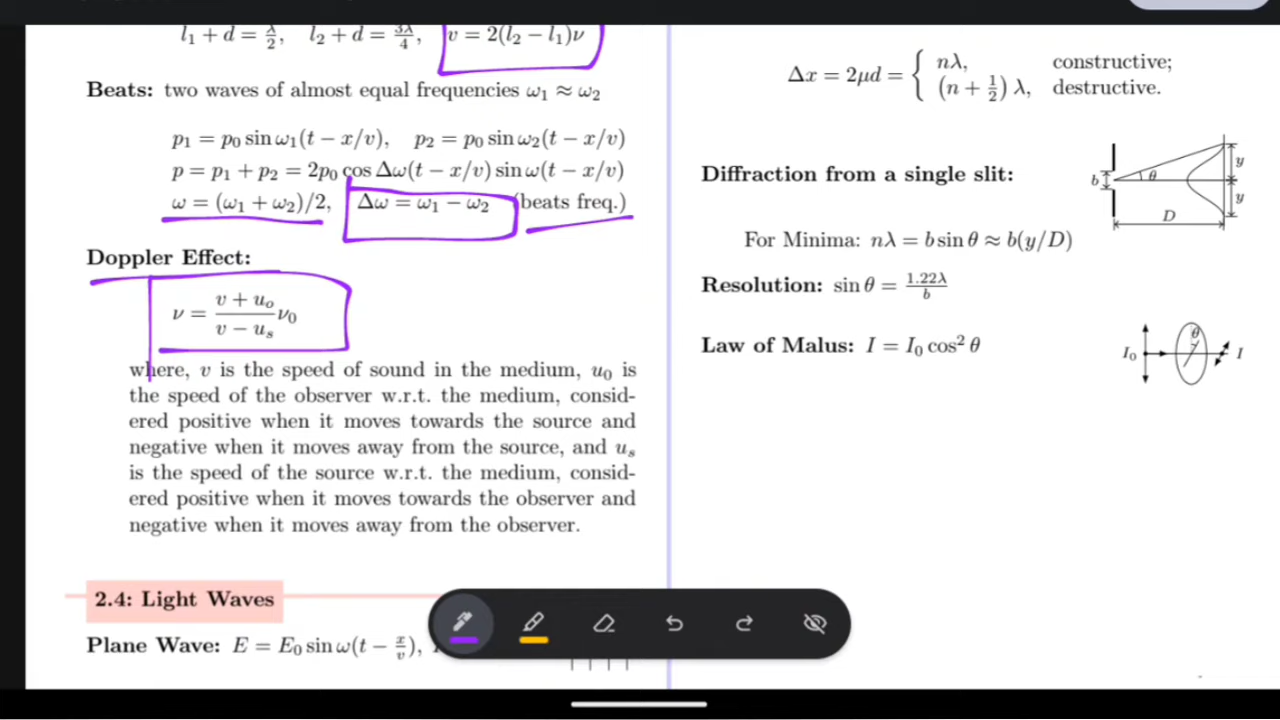 l₁ + d = λ/2, l₂ + d = 3λ/4, v = 2(l₂ − l₁)ν
Beats: two waves of almost equal frequencies ω₁ ≈ ω₂
p₁ = p₀ sin ω₁(t − x/v), p₂ = p₀ sin ω₂(t − x/v)
p = p₁ + p₂ = 2p₀ cos Δω(t − x/v) sin ω(t − x/v)
ω = (ω₁ + ω₂)/2, Δω = ω₁ − ω₂ (beats freq.)
Doppler Effect:
ν = (v + uₒ)/(v − uₛ) ν₀
where, v is the speed of sound in the medium, u₀ is
the speed of the observer w.r.t. the medium, consid-
ered positive when it moves towards the source and
negative when it moves away from the source, and uₛ
is the speed of the source w.r.t. the medium, consid-
ered positive when it moves towards the observer and
negative when it moves away from the observer.
2.4: Light Waves
Plane Wave: E = E₀ sin ω(t − x/v),
Δx = 2μd = { nλ, constructive;
(n + 1/2) λ, destructive.
Diffraction from a single slit:
b θ y
y
D
For Minima: nλ = b sin θ ≈ b(y/D)
Resolution: sin θ = 1.22λ/b
Law of Malus: I = I₀ cos² θ
θ
I₀ I